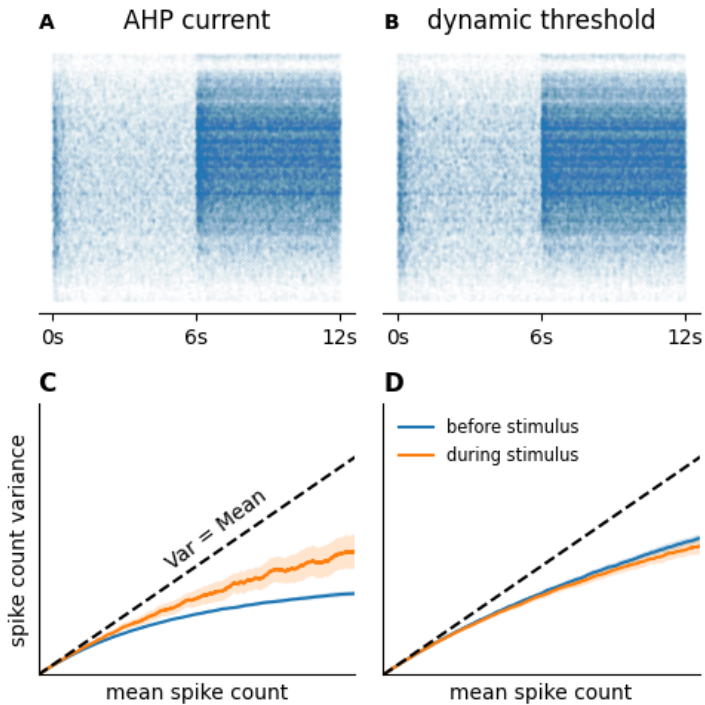 A AHP current
B dynamic threshold
0s 6s 12s
0s 6s 12s
C
D
spike count variance
Var = Mean
before stimulus
during stimulus
mean spike count
mean spike count